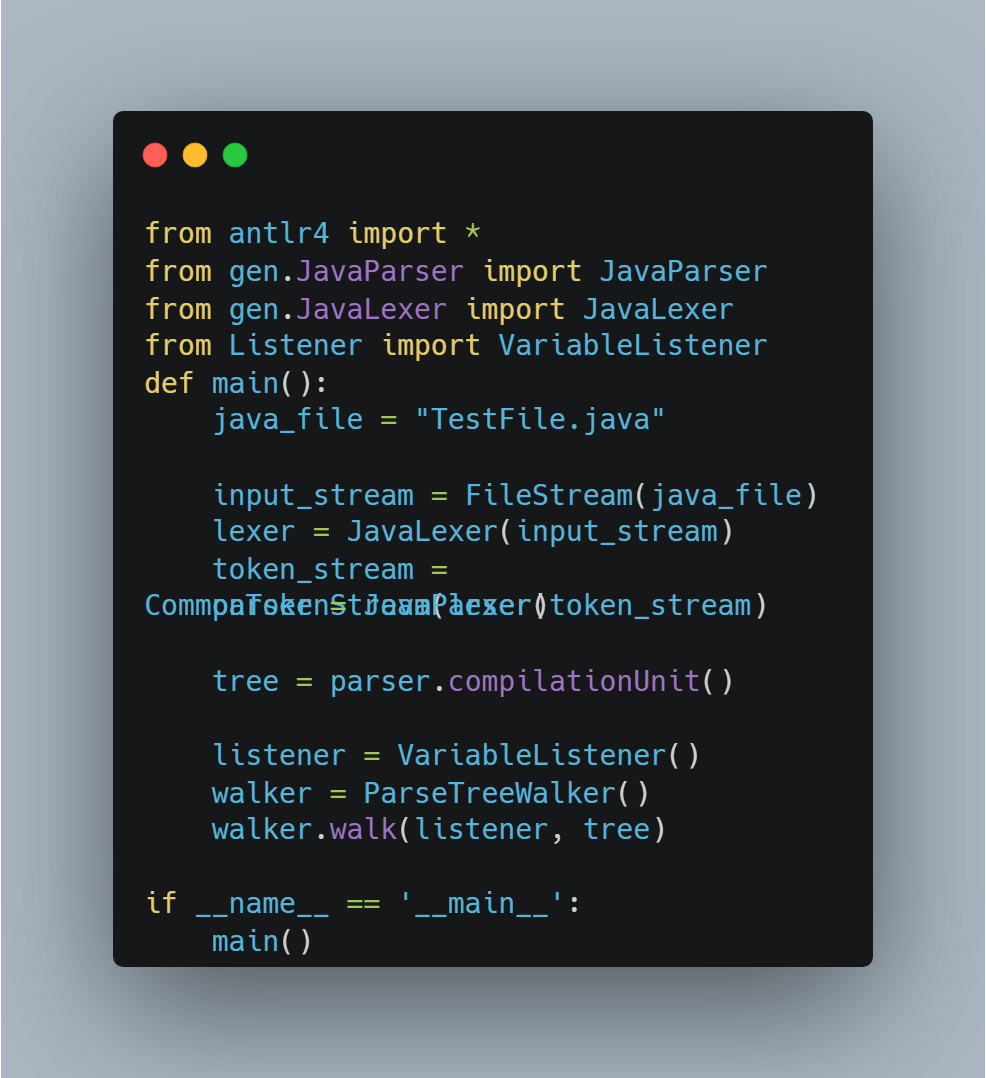 from antlr4 import *
from gen.JavaParser import JavaParser
from gen.JavaLexer import JavaLexer
from Listener import VariableListener
def main():
    java_file = "TestFile.java"
    input_stream = FileStream(java_file)
    lexer = JavaLexer(input_stream)
    token_stream =
CommonTokenStream(lexer)
    parser = JavaParser(token_stream)
    tree = parser.compilationUnit()
    listener = VariableListener()
    walker = ParseTreeWalker()
    walker.walk(listener, tree)
if __name__ == '__main__':
    main()